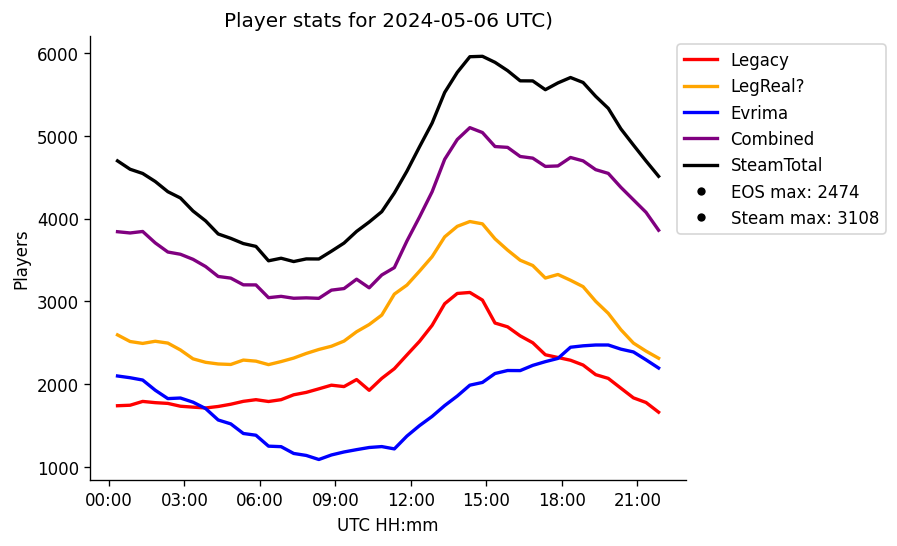 Player stats for 2024-05-06 UTC)
Players
6000
5000
4000
3000
2000
1000
00:00 03:00 06:00 09:00 12:00 15:00 18:00 21:00
UTC HH:mm
Legacy
LegReal?
Evrima
Combined
SteamTotal
EOS max: 2474
Steam max: 3108